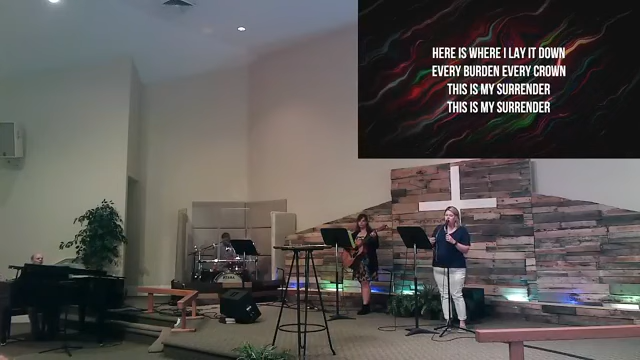 HERE IS WHERE I LAY IT DOWN
EVERY BURDEN EVERY CROWN
THIS IS MY SURRENDER
THIS IS MY SURRENDER